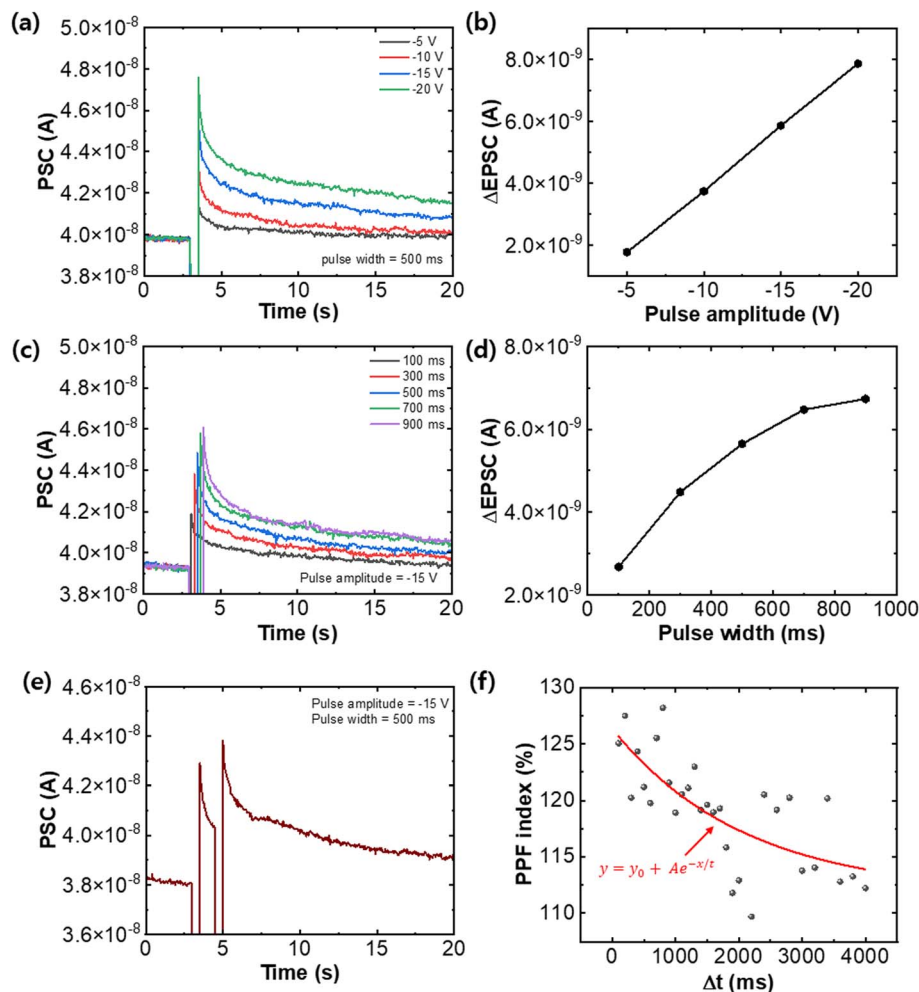 (a)
5.0×10⁻⁸
4.8×10⁻⁸
4.6×10⁻⁸
4.4×10⁻⁸
4.2×10⁻⁸
4.0×10⁻⁸
3.8×10⁻⁸
PSC (A)
-5 V
-10 V
-15 V
-20 V
pulse width = 500 ms
0 5 10 15 20
Time (s)
(b)
8.0×10⁻⁹
6.0×10⁻⁹
4.0×10⁻⁹
2.0×10⁻⁹
ΔEPSC (A)
-5 -10 -15 -20
Pulse amplitude (V)
(c)
5.0×10⁻⁸
4.8×10⁻⁸
4.6×10⁻⁸
4.4×10⁻⁸
4.2×10⁻⁸
4.0×10⁻⁸
3.8×10⁻⁸
PSC (A)
100 ms
300 ms
500 ms
700 ms
900 ms
Pulse amplitude = -15 V
0 5 10 15 20
Time (s)
(d)
8.0×10⁻⁹
6.0×10⁻⁹
4.0×10⁻⁹
2.0×10⁻⁹
ΔEPSC (A)
0 200 400 600 800 1000
Pulse width (ms)
(e)
4.6×10⁻⁸
4.4×10⁻⁸
4.2×10⁻⁸
4.0×10⁻⁸
3.8×10⁻⁸
3.6×10⁻⁸
PSC (A)
Pulse amplitude = -15 V
Pulse width = 500 ms
0 5 10 15 20
Time (s)
(f)
130
125
120
115
110
PPF index (%)
y = y₀ + Ae^{-x/t}
0 1000 2000 3000 4000
Δt (ms)